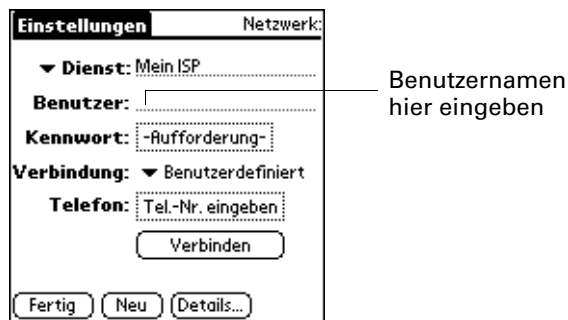 Einstellungen Netzwerk:
Dienst: Mein ISP
Benutzer:
Kennwort: -Aufforderung-
Verbindung: Benutzerdefiniert
Telefon: Tel.-Nr. eingeben
Verbinden
Fertig Neu Details...
Benutzernamen
hier eingeben